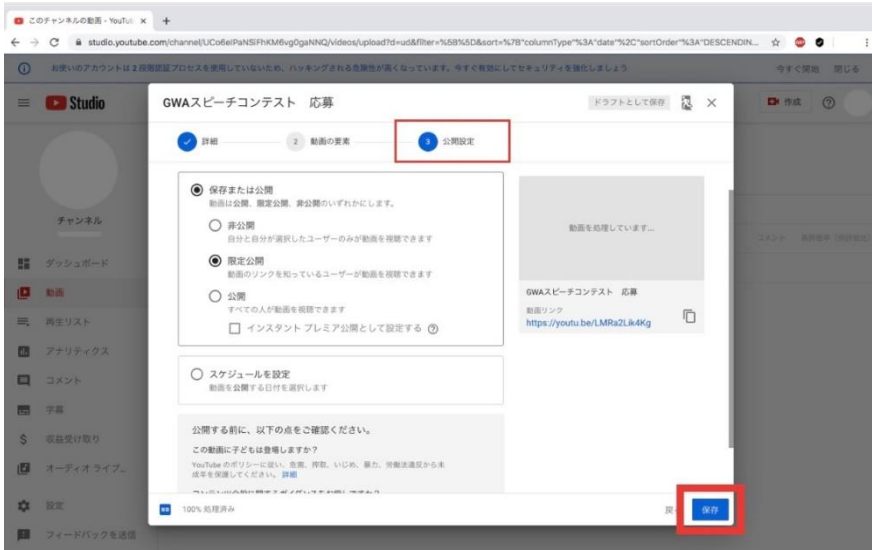 このチャンネルの動画 - YouTub
studio.youtube.com/channel/UCo6elPaNSlFhKM6vg0gaNNQ/videos/upload?d=ud&filter=%5B%5D&sort=%7B"columnType"%3A"date"%2C"sortOrder"%3A"DESCENDIN...
お使いのアカウントは2段階認証プロセスを使用していないため、ハッキングされる危険性が高くなっています。今すぐ有効にしてセキュリティを強化しましょう
今すぐ開始 閉じる
Studio
作成
チャンネル
ダッシュボード
動画
再生リスト
アナリティクス
コメント
字幕
収益受け取り
オーディオ ライブ...
設定
フィードバックを送信
GWAスピーチコンテスト 応募
ドラフトとして保存
詳細
2 動画の要素
3 公開設定
保存または公開
動画は公開、限定公開、非公開のいずれかにします。
非公開
自分と自分が選択したユーザーのみが動画を視聴できます
限定公開
動画のリンクを知っているユーザーが動画を視聴できます
公開
すべての人が動画を視聴できます
インスタント プレミア公開として設定する
スケジュールを設定
動画を公開する日付を選択します
公開する前に、以下の点をご確認ください。
この動画に子どもは登場しますか？
YouTube のポリシーに従い、危害、搾取、いじめ、暴力、労働法違反から未
成年を保護してください。 詳細
動画を処理しています...
GWAスピーチコンテスト 応募
動画リンク
https://youtu.be/LMRa2Lik4Kg
コメント
100% 処理済み
保存